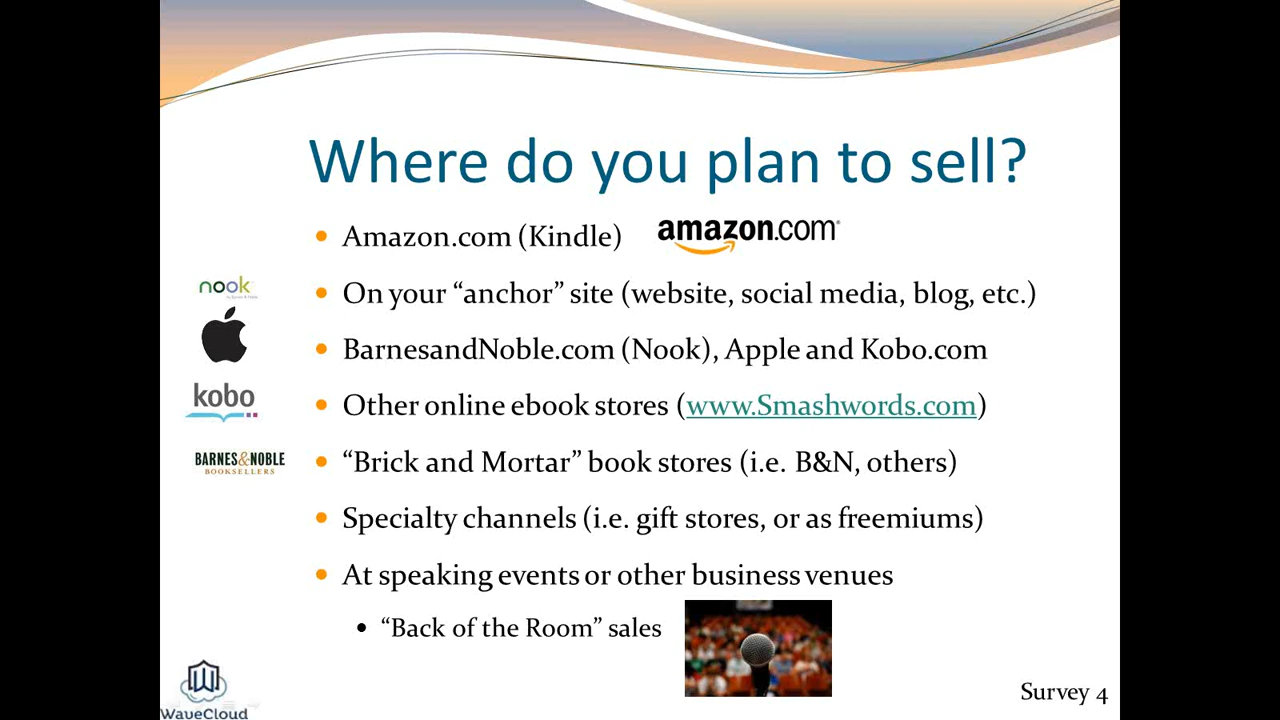 Where do you plan to sell?
Amazon.com (Kindle)
amazon.com
nook
On your “anchor” site (website, social media, blog, etc.)
BarnesandNoble.com (Nook), Apple and Kobo.com
kobo
Other online ebook stores (www.Smashwords.com)
BARNES&NOBLE
BOOKSELLERS
“Brick and Mortar” book stores (i.e. B&N, others)
Specialty channels (i.e. gift stores, or as freemiums)
At speaking events or other business venues
“Back of the Room” sales
WaveCloud
Survey 4